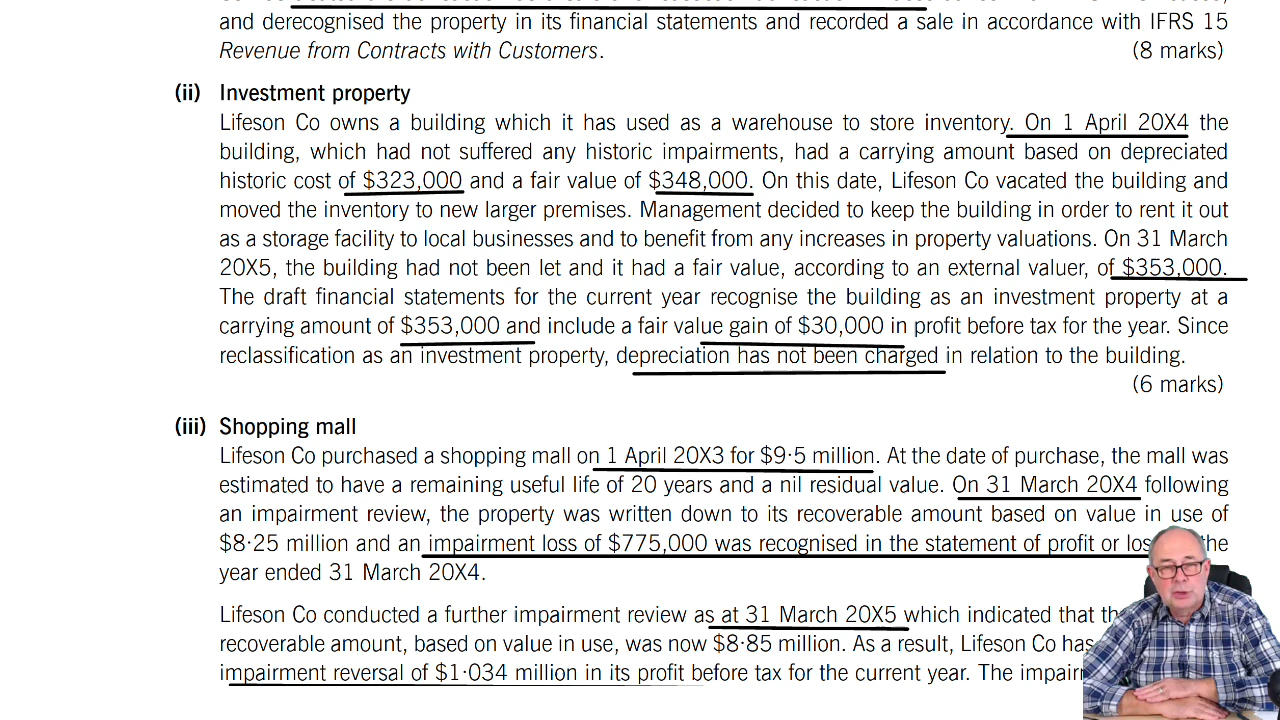 and derecognised the property in its financial statements and recorded a sale in accordance with IFRS 15
Revenue from Contracts with Customers. (8 marks)
(ii) Investment property
Lifeson Co owns a building which it has used as a warehouse to store inventory. On 1 April 20X4 the
building, which had not suffered any historic impairments, had a carrying amount based on depreciated
historic cost of $323,000 and a fair value of $348,000. On this date, Lifeson Co vacated the building and
moved the inventory to new larger premises. Management decided to keep the building in order to rent it out
as a storage facility to local businesses and to benefit from any increases in property valuations. On 31 March
20X5, the building had not been let and it had a fair value, according to an external valuer, of $353,000.
The draft financial statements for the current year recognise the building as an investment property at a
carrying amount of $353,000 and include a fair value gain of $30,000 in profit before tax for the year. Since
reclassification as an investment property, depreciation has not been charged in relation to the building.
(6 marks)
(iii) Shopping mall
Lifeson Co purchased a shopping mall on 1 April 20X3 for $9·5 million. At the date of purchase, the mall was
estimated to have a remaining useful life of 20 years and a nil residual value. On 31 March 20X4 following
an impairment review, the property was written down to its recoverable amount based on value in use of
$8·25 million and an impairment loss of $775,000 was recognised in the statement of profit or los the
year ended 31 March 20X4.
Lifeson Co conducted a further impairment review as at 31 March 20X5 which indicated that
recoverable amount, based on value in use, was now $8·85 million. As a result, Lifeson Co has
impairment reversal of $1·034 million in its profit before tax for the current year. The